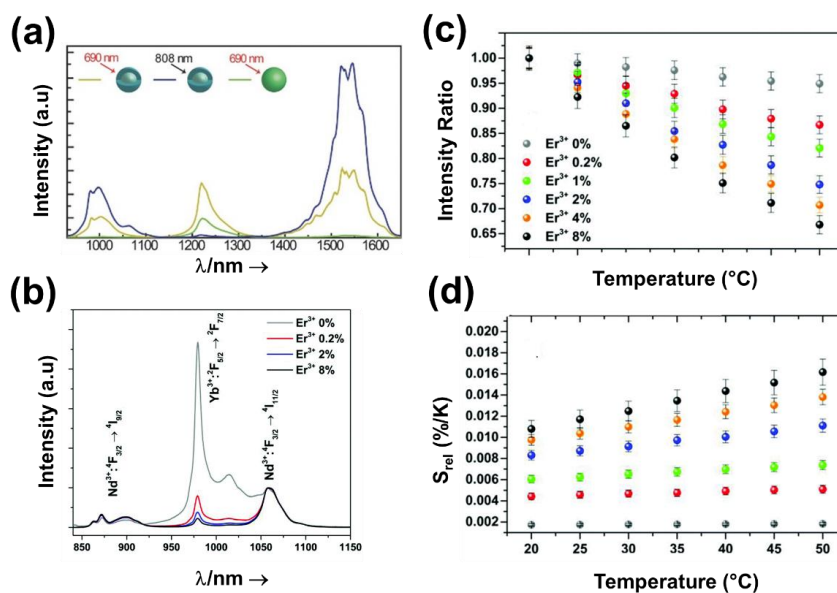 (a)
690 nm 808 nm 690 nm
Intensity (a.u)
1000 1100 1200 1300 1400 1500 1600
λ/nm →
(b)
Intensity (a.u)
Nd³⁺:⁴F₃/₂ → ⁴I₉/₂
Yb³⁺:²F₅/₂ → ²F₇/₂
Nd³⁺:⁴F₃/₂ → ⁴I₁₁/₂
Er³⁺ 0%
Er³⁺ 0.2%
Er³⁺ 2%
Er³⁺ 8%
850 900 950 1000 1050 1100 1150
λ/nm →
(c)
Intensity Ratio
1.00
0.95
0.90
0.85
0.80
0.75
0.70
0.65
Er³⁺ 0%
Er³⁺ 0.2%
Er³⁺ 1%
Er³⁺ 2%
Er³⁺ 4%
Er³⁺ 8%
Temperature (°C)
(d)
Sᵣₑₗ (%/K)
0.020
0.018
0.016
0.014
0.012
0.010
0.008
0.006
0.004
0.002
20 25 30 35 40 45 50
Temperature (°C)